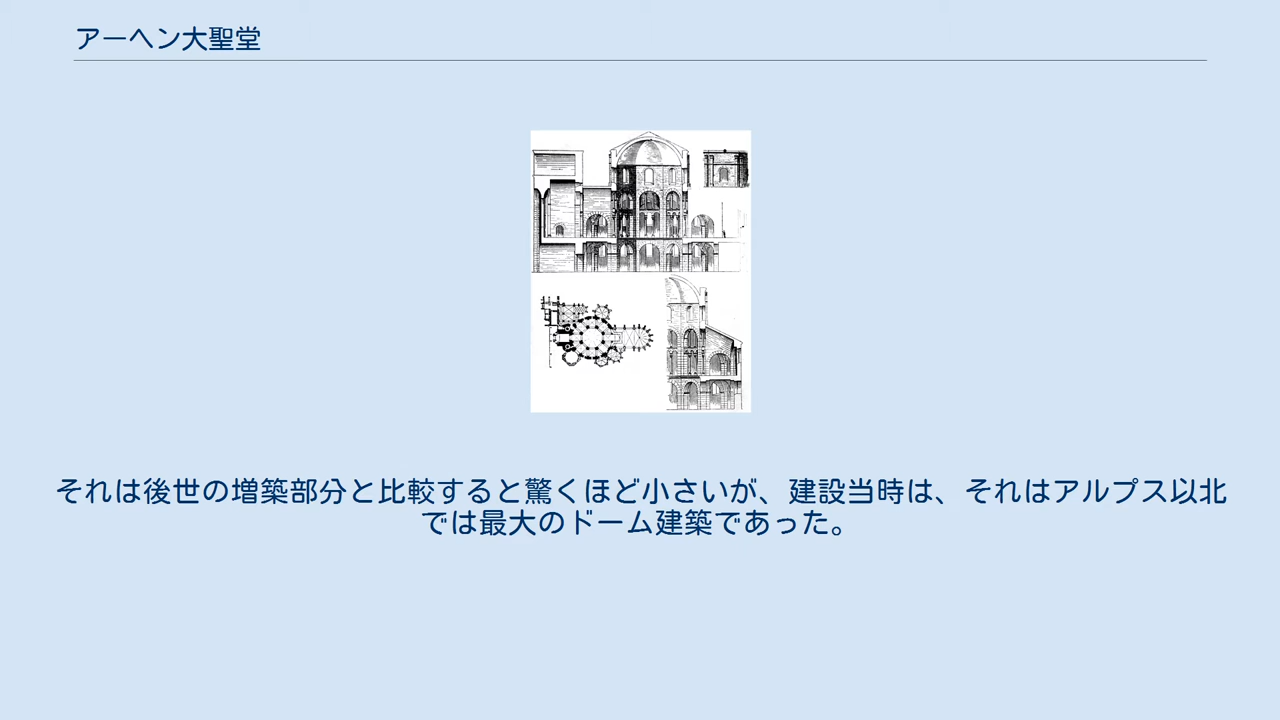 アーヘン大聖堂
それは後世の増築部分と比較すると驚くほど小さいが、建設当時は、それはアルプス以北
では最大のドーム建築であった。